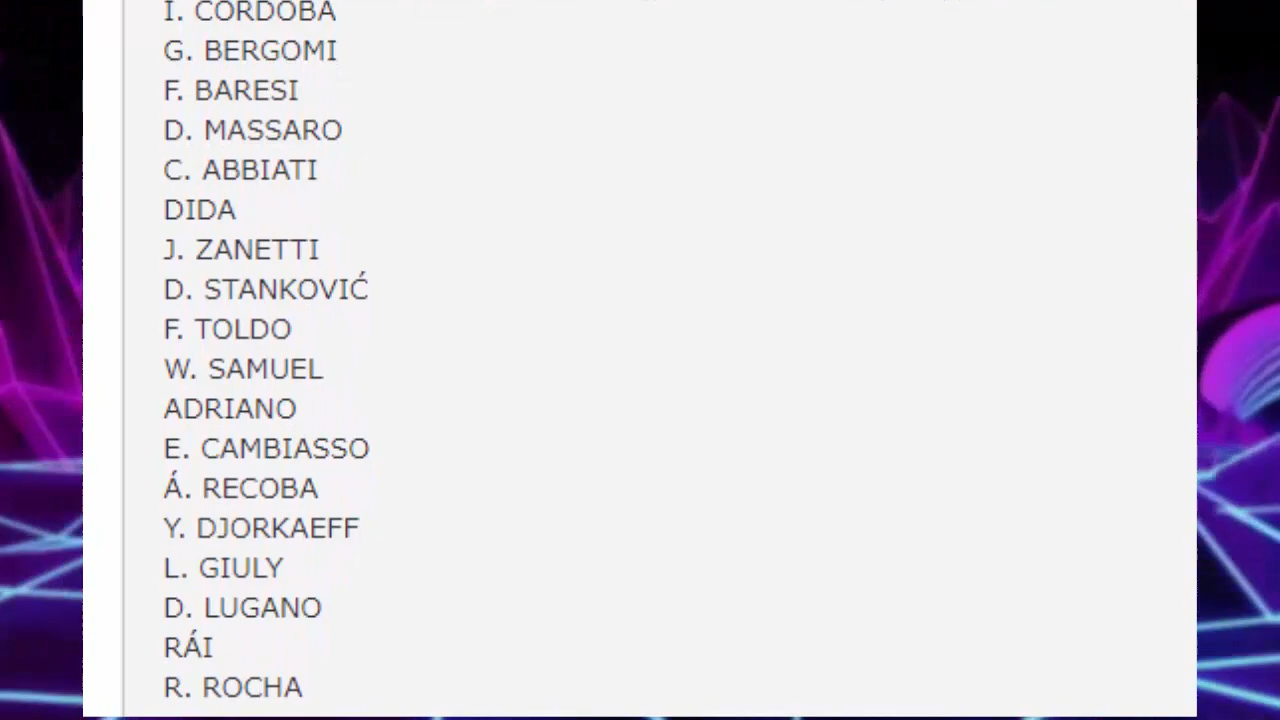 I. CÓRDOBA
G. BERGOMI
F. BARESI
D. MASSARO
C. ABBIATI
DIDA
J. ZANETTI
D. STANKOVIĆ
F. TOLDO
W. SAMUEL
ADRIANO
E. CAMBIASSO
Á. RECOBA
Y. DJORKAEFF
L. GIULY
D. LUGANO
RÁI
R. ROCHA